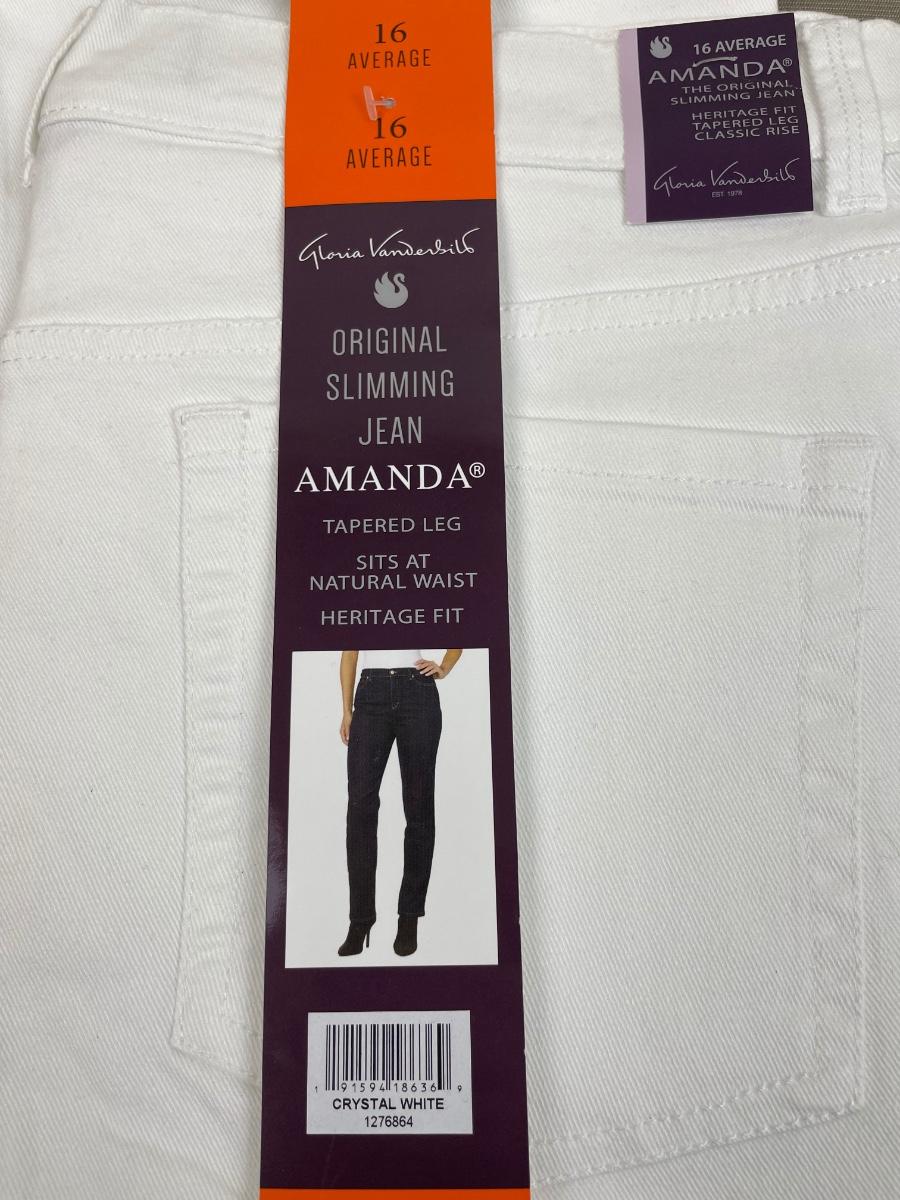 16
AVERAGE
16
AVERAGE
Gloria Vanderbilt
ORIGINAL
SLIMMING
JEAN
AMANDA®
TAPERED LEG
SITS AT
NATURAL WAIST
HERITAGE FIT
1 91594 18636 9
CRYSTAL WHITE
1276864
16 AVERAGE
AMANDA®
THE ORIGINAL
SLIMMING JEAN
HERITAGE FIT
TAPERED LEG
CLASSIC RISE
Gloria Vanderbilt
EST. 1978